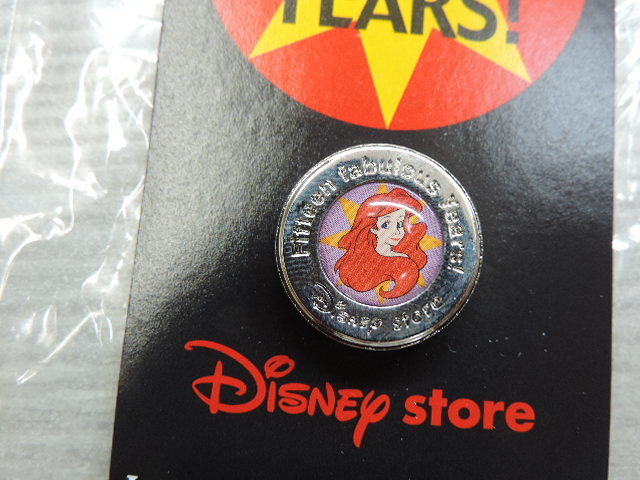 YEARS!
Fifteen fabulous years!
Disney store
Disney store